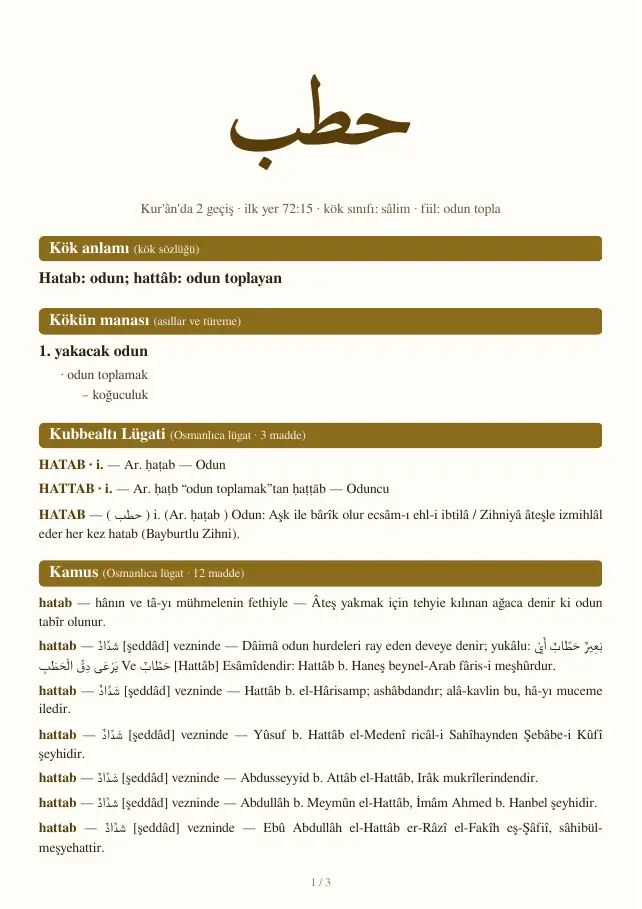 حطب
Kur'ân'da 2 geçiş · ilk yer 72:15 · kök sınıfı: sâlim · fiil: odun topla
Kök anlamı (kök sözlüğü)
Hatab: odun; hattâb: odun toplayan
Kökün manası (asıllar ve türeme)
1. yakacak odun
· odun toplamak
– koğuculuk
Kubbealtı Lügati (Osmanlıca lügat · 3 madde)
HATAB · i. — Ar. ḥaṭab — Odun
HATTAB · i. — Ar. ḥaṭb “odun toplamak”tan ḥaṭṭāb — Oduncu
HATAB — ( حطب ) i. (Ar. ḥaṭab ) Odun: Aşk ile bârîk olur ecsâm-ı ehl-i ibtilâ / Zihniyâ âteşle izmihlâl
eder her kez hatab (Bayburtlu Zihni).
Kamus (Osmanlıca lügat · 12 madde)
hatab — hânın ve tâ-yı mühmelenin fethiyle — Âteş yakmak için tehyie kılınan ağaca denir ki odun
tabîr olunur.
hattab — شَدَّادٌ [şeddâd] vezninde — Dâimâ odun hurdeleri ray eden deveye denir; yukâlu: بَعِيرٌ حَطَّابٌ أَيْ
يَرْعَى دِقَّ الْحَطَبِ Ve حَطَّابٌ [Hattâb] Esâmîdendir: Hattâb b. Haneş beynel-Arab fâris-i meşhûrdur.
hattab — شَدَّادٌ [şeddâd] vezninde — Hattâb b. el-Hârisamp; ashâbdandır; alâ-kavlin bu, hâ-yı muceme
iledir.
hattab — شَدَّادٌ [şeddâd] vezninde — Yûsuf b. Hattâb el-Medenî ricâl-i Sahîhaynden Şebâbe-i Kûfî
şeyhidir.
hattab — شَدَّادٌ [şeddâd] vezninde — Abdusseyyid b. Attâb el-Hattâb, Irâk mukrîlerindendir.
hattab — شَدَّادٌ [şeddâd] vezninde — Abdullâh b. Meymûn el-Hattâb, İmâm Ahmed b. Hanbel şeyhidir.
hattab — شَدَّادٌ [şeddâd] vezninde — Ebû Abdullâh el-Hattâb er-Râzî el-Fakîh eş-Şâfiî, sâhibül-
meşyehattir.
1 / 3